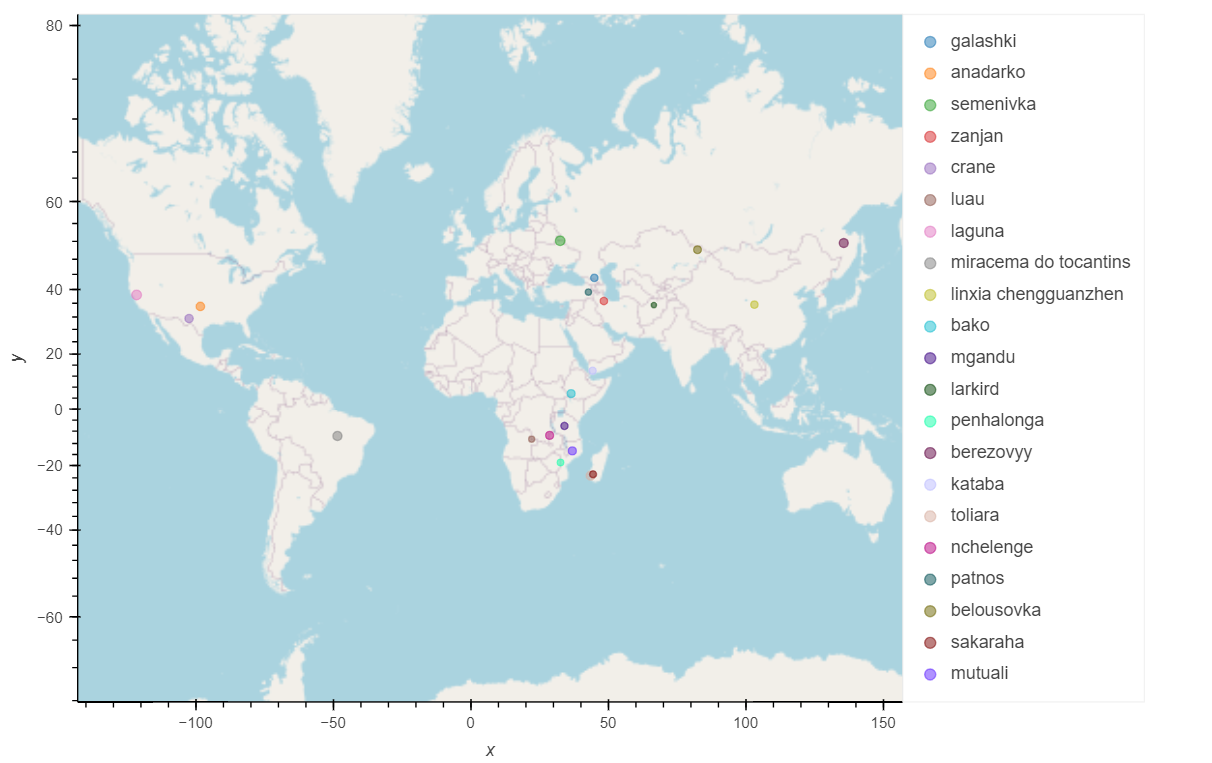 80
60
40
20
0
−20
−40
−60
y
−100
−50
0
50
100
150
x
galashki
anadarko
semenivka
zanjan
crane
luau
laguna
miracema do tocantins
linxia chengguanzhen
bako
mgandu
larkird
penhalonga
berezovyy
kataba
toliara
nchelenge
patnos
belousovka
sakaraha
mutuali